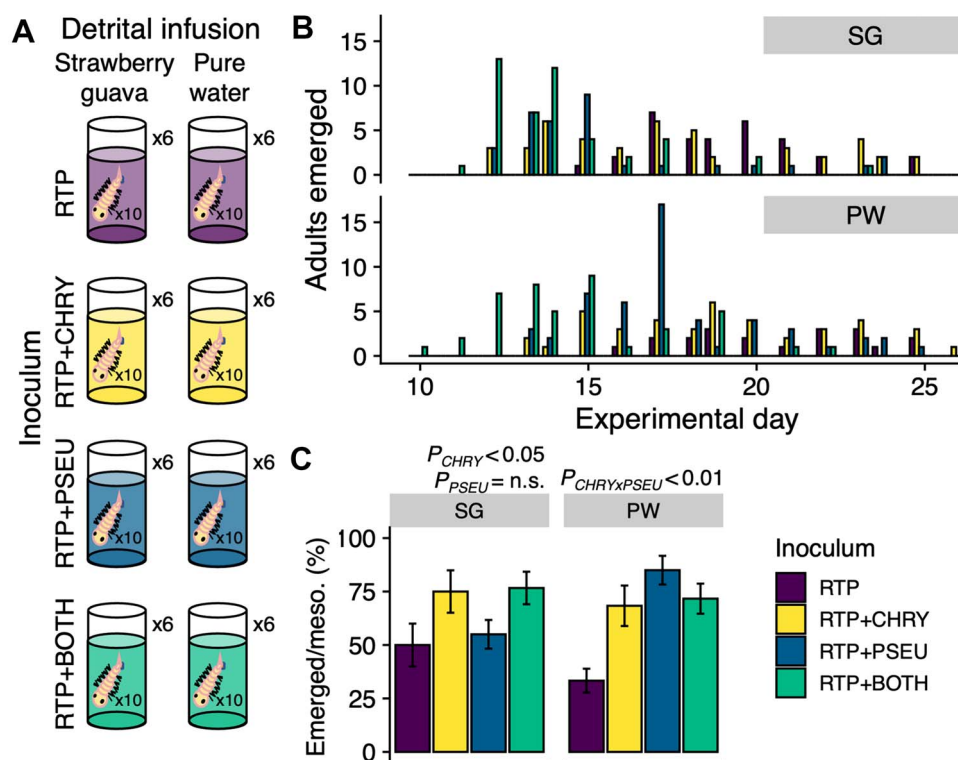 A
Detrital infusion
Strawberry guava
Pure water
Inoculum
RTP
x6
x10
x6
x10
RTP+CHRY
x6
x10
x6
x10
RTP+PSEU
x6
x10
x6
x10
RTP+BOTH
x6
x10
x6
x10
B
Adults emerged
SG
15
10
5
0
PW
15
10
5
0
10 15 20 25
Experimental day
C
P_CHRY < 0.05
P_PSEU = n.s.
P_CHRYxPSEU < 0.01
SG
PW
Emerged/meso. (%)
100
75
50
25
0
Inoculum
RTP
RTP+CHRY
RTP+PSEU
RTP+BOTH